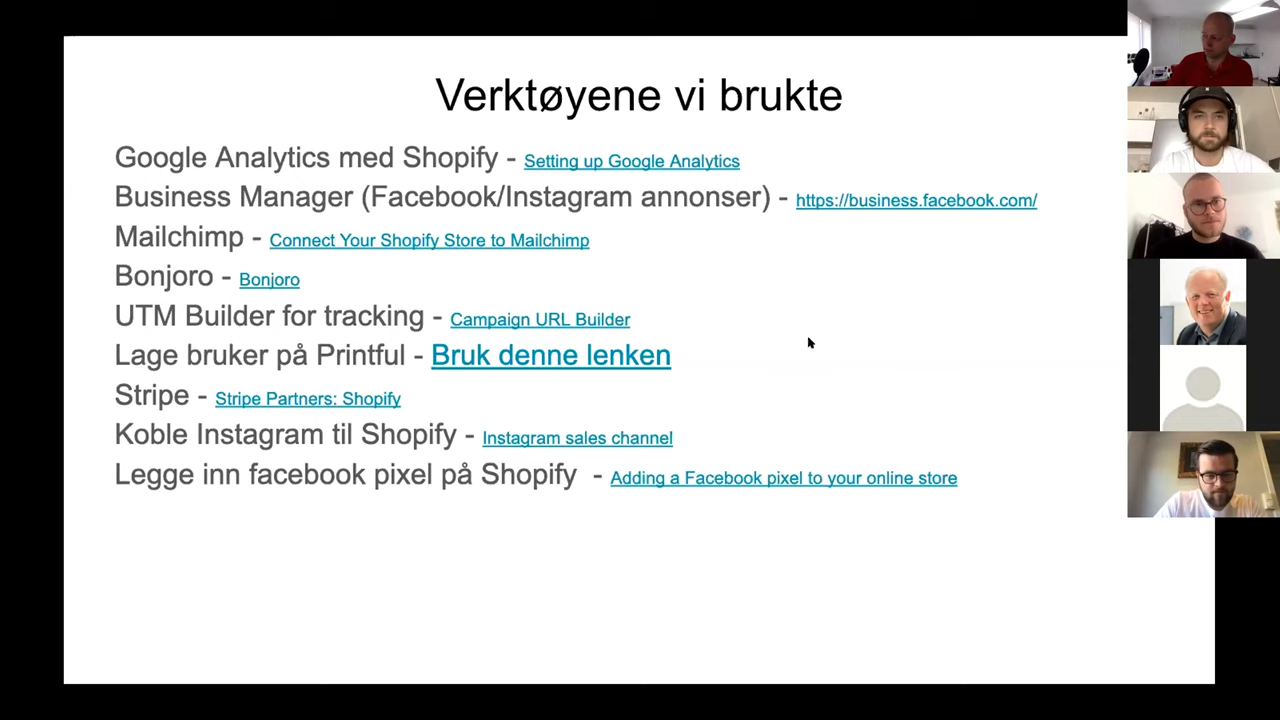 Verktøyene vi brukte
Google Analytics med Shopify - Setting up Google Analytics
Business Manager (Facebook/Instagram annonser) - https://business.facebook.com/
Mailchimp - Connect Your Shopify Store to Mailchimp
Bonjoro - Bonjoro
UTM Builder for tracking - Campaign URL Builder
Lage bruker på Printful - Bruk denne lenken
Stripe - Stripe Partners: Shopify
Koble Instagram til Shopify - Instagram sales channel
Legge inn facebook pixel på Shopify - Adding a Facebook pixel to your online store